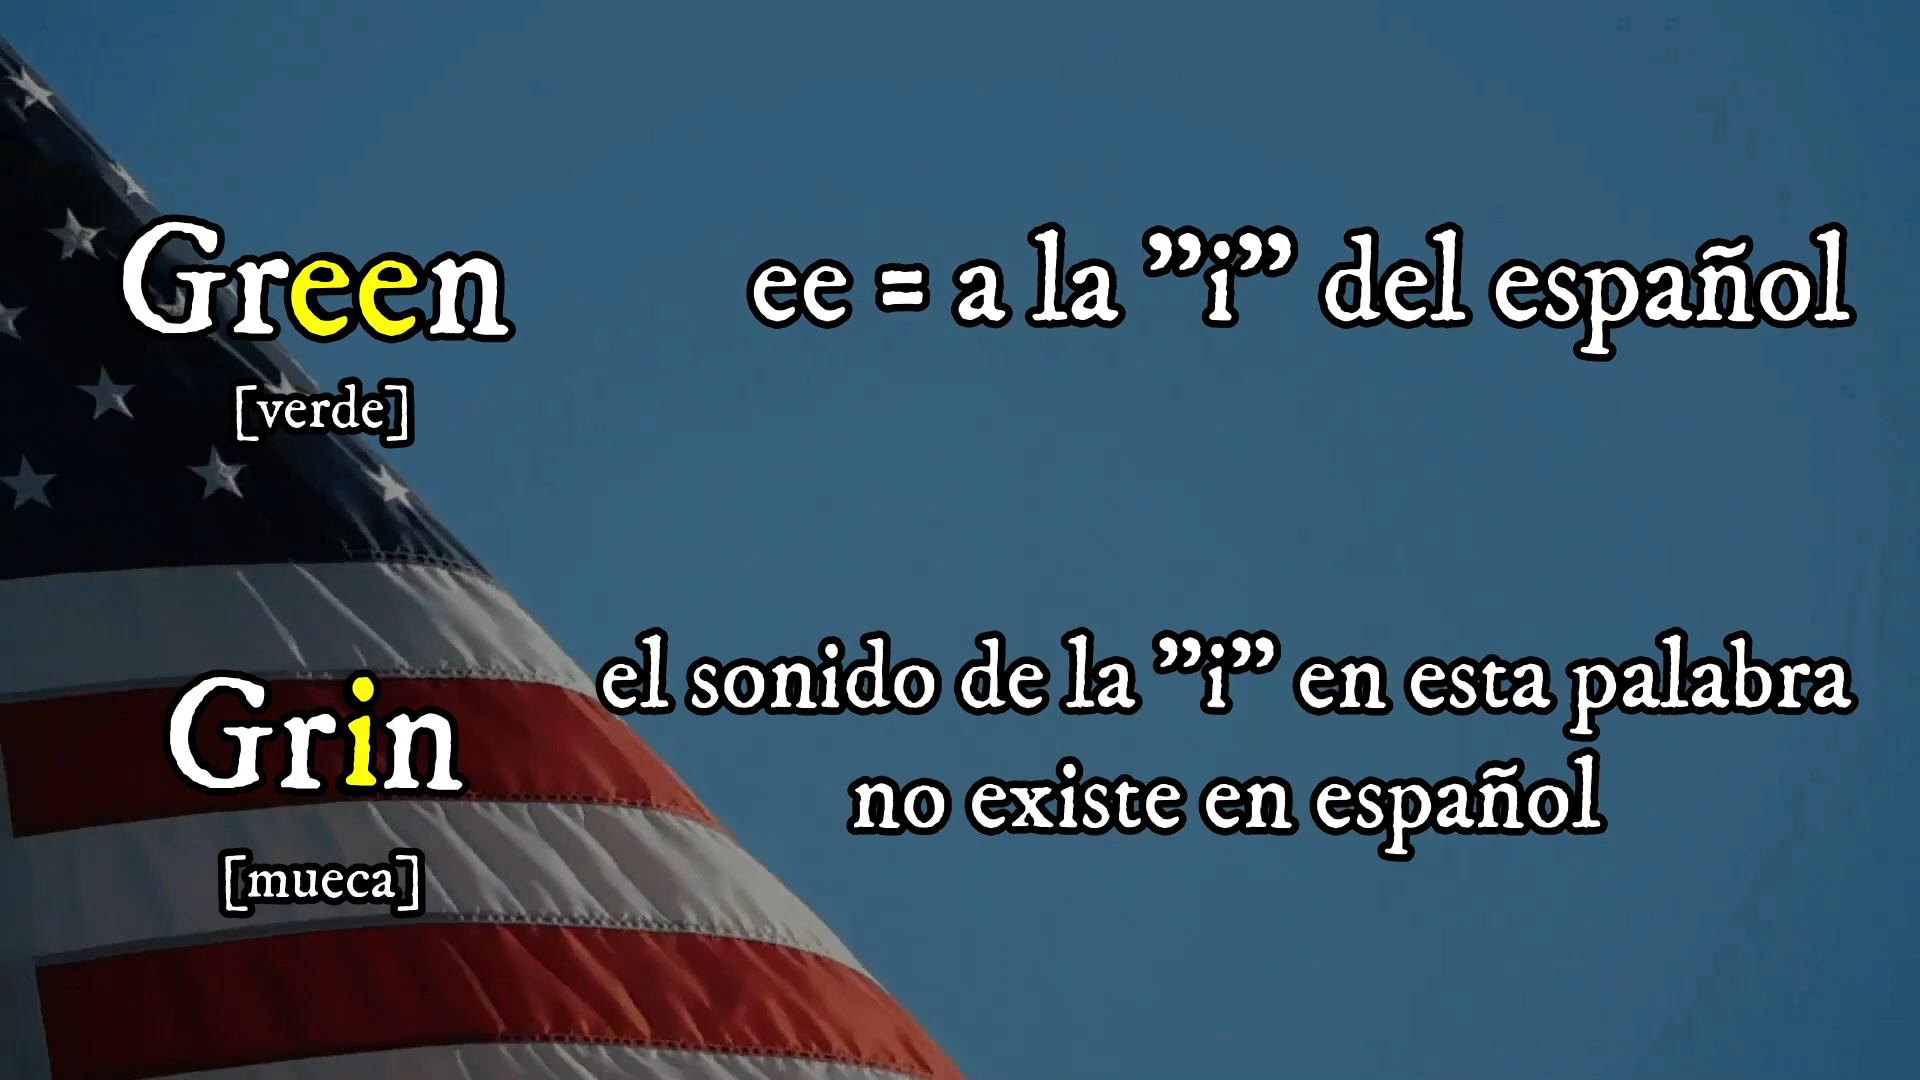 Green
ee = a la ”i” del español
[verde]
Grin
el sonido de la ”i” en esta palabra
no existe en español
[mueca]